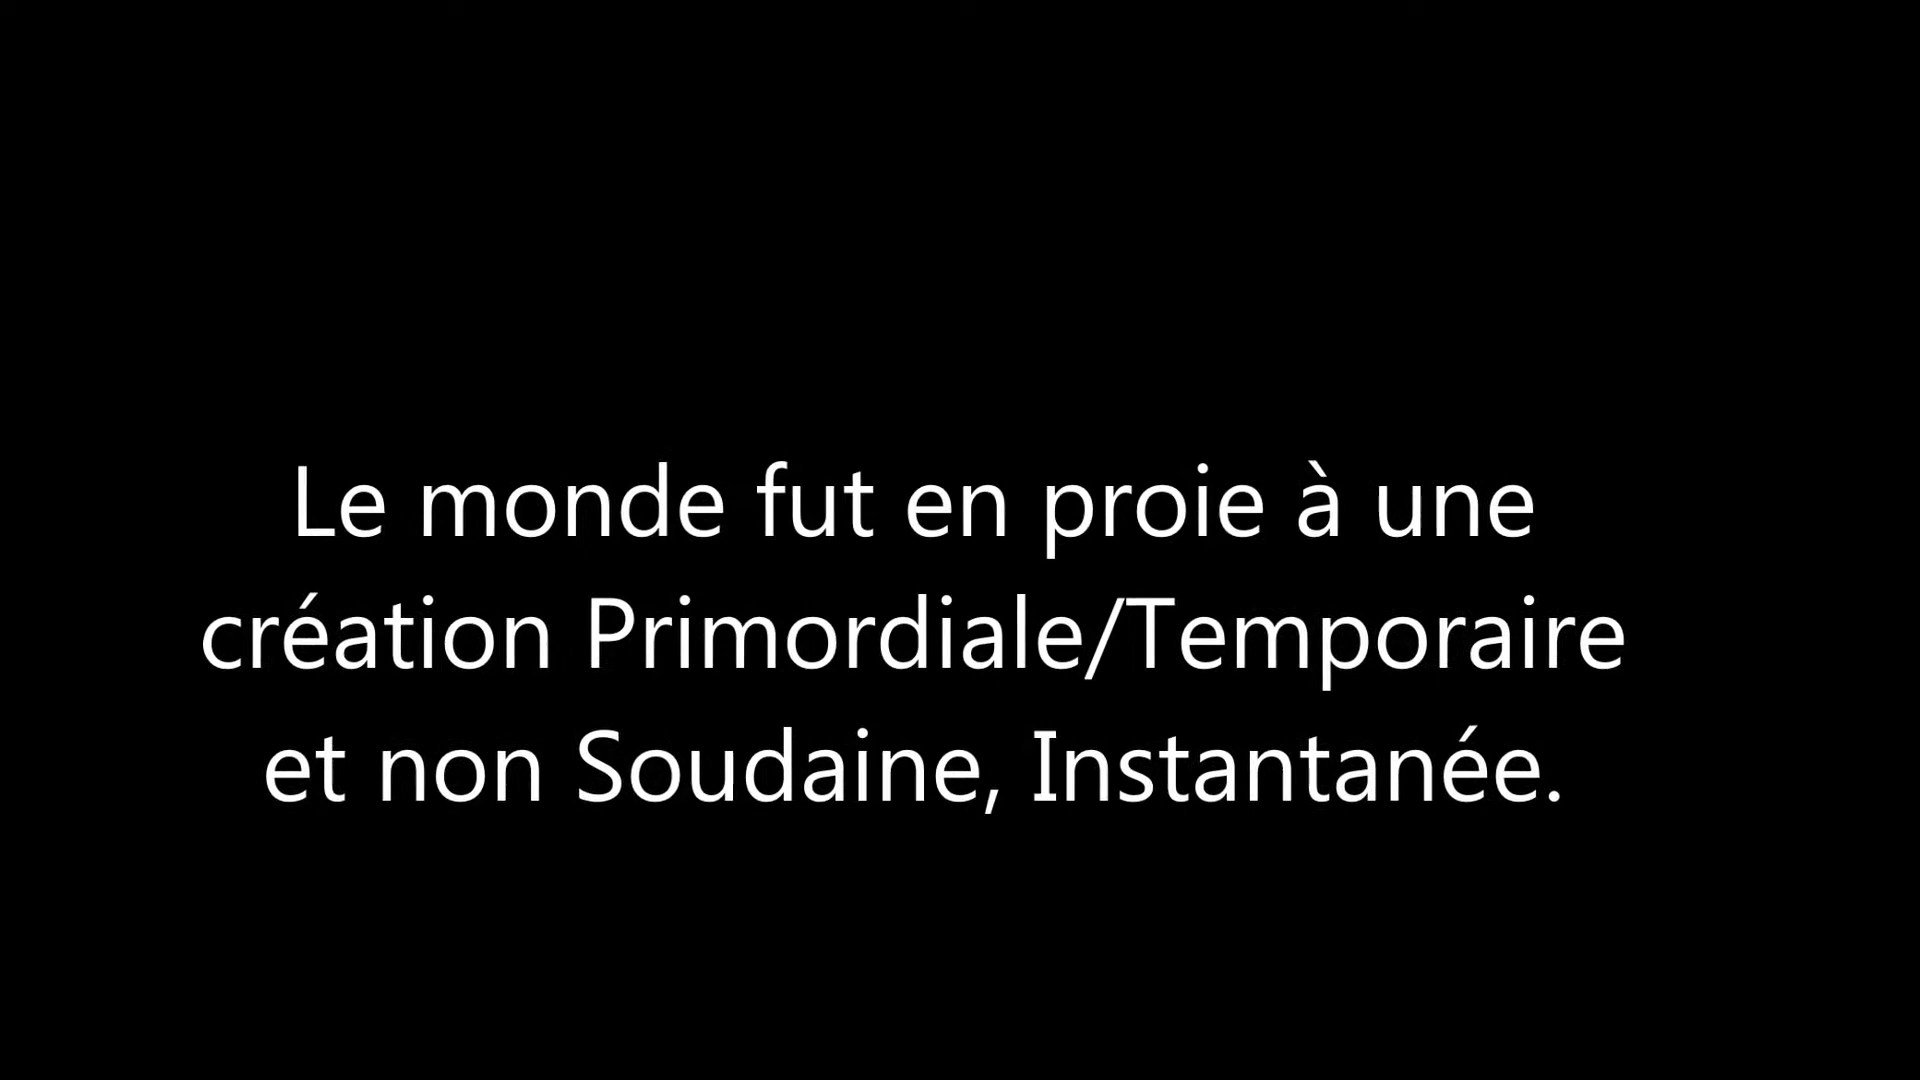 Le monde fut en proie à une
création Primordiale/Temporaire
et non Soudaine, Instantanée.